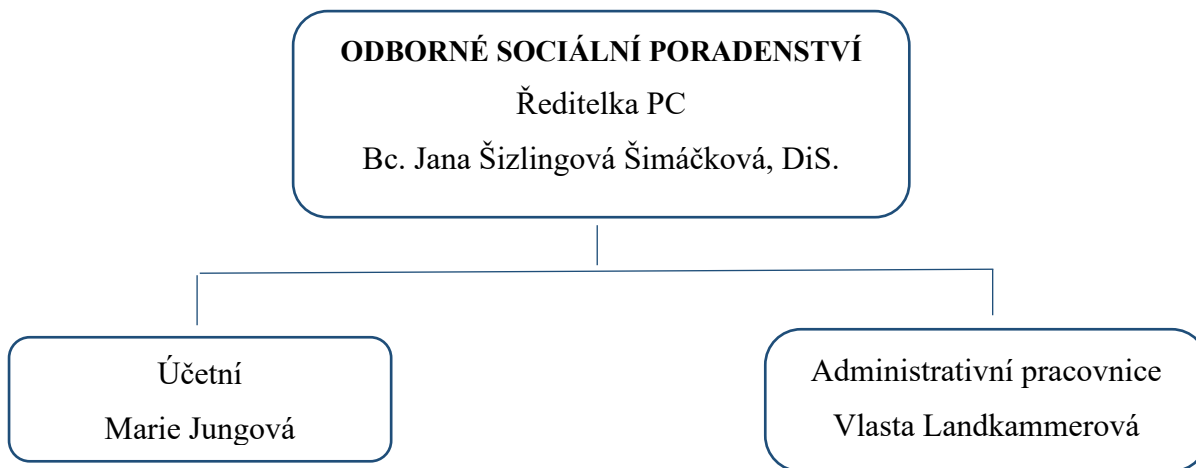 ODBORNÉ SOCIÁLNÍ PORADENSTVÍ
Ředitelka PC
Bc. Jana Šizlingová Šimáčková, DiS.
Účetní
Marie Jungová
Administrativní pracovnice
Vlasta Landkammerová